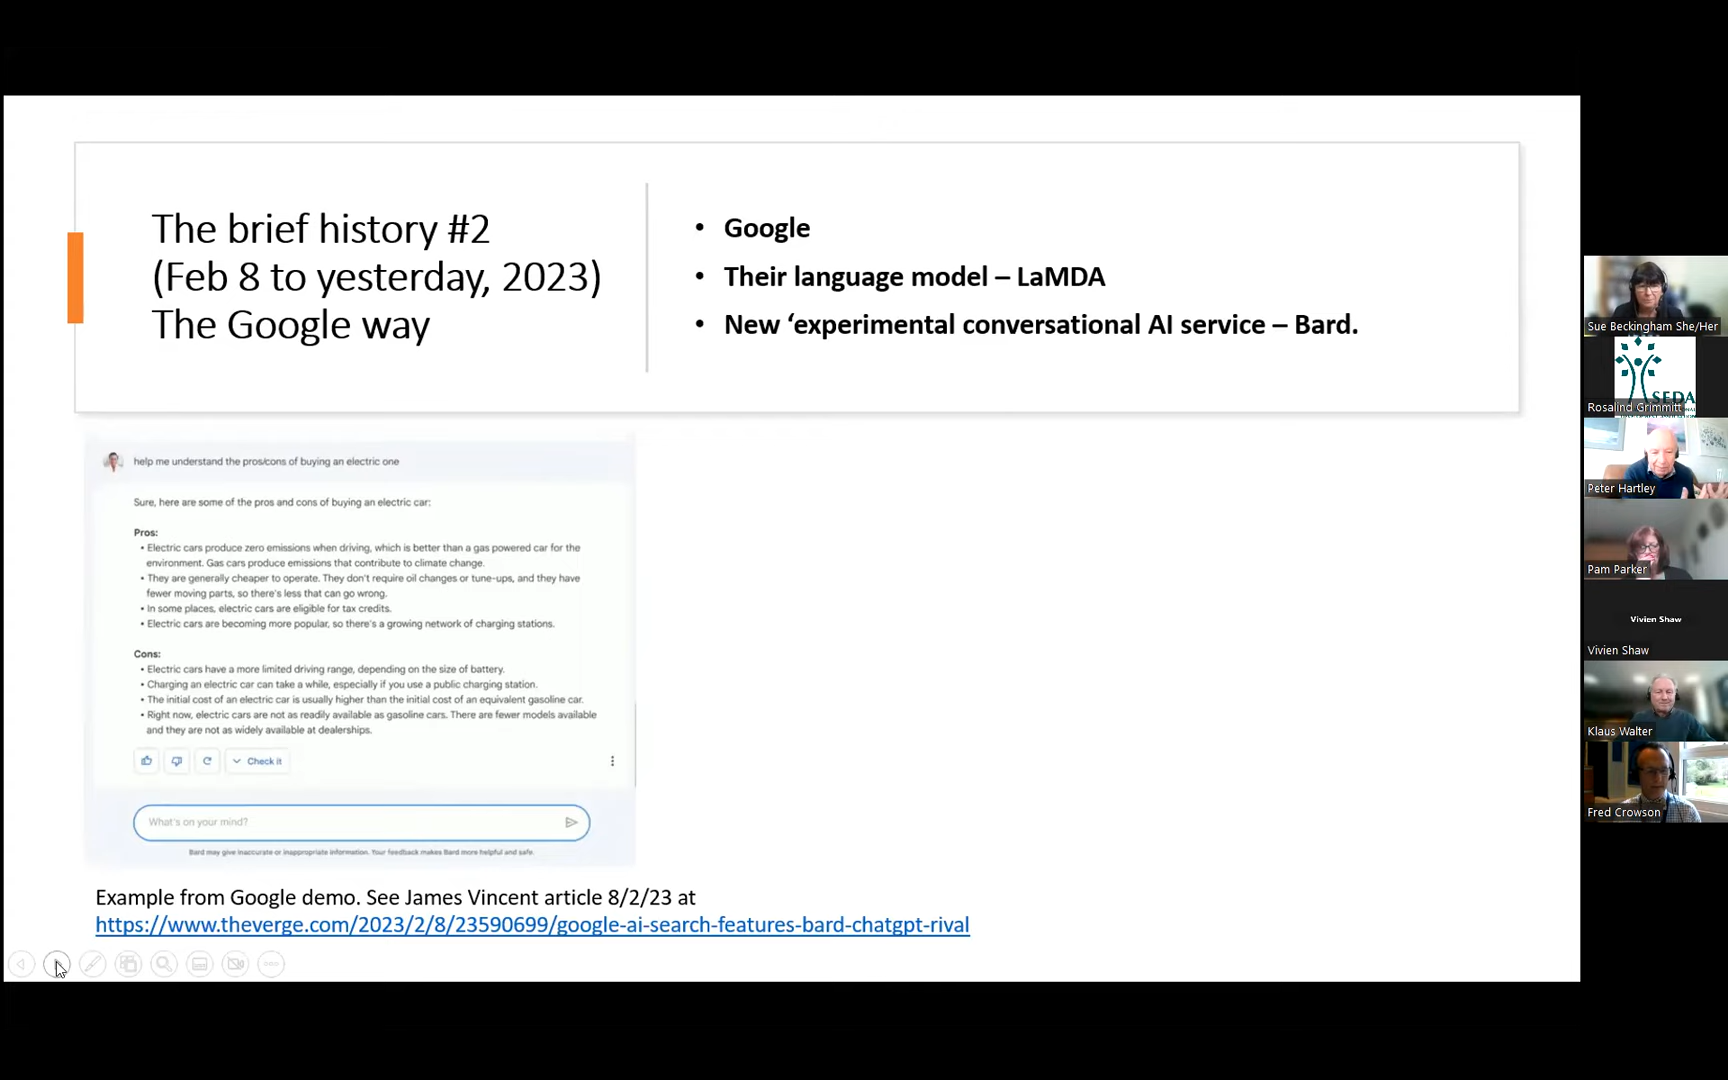 The brief history #2
(Feb 8 to yesterday, 2023)
The Google way
• Google
• Their language model – LaMDA
• New ‘experimental conversational AI service – Bard.
help me understand the pros/cons of buying an electric one
Sure, here are some of the pros and cons of buying an electric car:
Pros:
• Electric cars produce zero emissions when driving, which is better than a gas powered car for the
environment. Gas cars produce emissions that contribute to climate change.
• They are generally cheaper to operate. They don't require oil changes or tune-ups, and they have
fewer moving parts, so there's less that can go wrong.
• In some places, electric cars are eligible for tax credits.
• Electric cars are becoming more popular, so there's a growing network of charging stations.
Cons:
• Electric cars have a more limited driving range, depending on the size of battery.
• Charging an electric car can take a while, especially if you use a public charging station.
• The initial cost of an electric car is usually higher than the initial cost of an equivalent gasoline car.
• Right now, electric cars are not as readily available as gasoline cars. There are fewer models available
and they are not as widely available at dealerships.
Check it
What's on your mind?
Bard may give inaccurate or inappropriate information. Your feedback makes Bard more helpful and safe.
Example from Google demo. See James Vincent article 8/2/23 at
https://www.theverge.com/2023/2/8/23590699/google-ai-search-features-bard-chatgpt-rival
Sue Beckingham She/Her
SEDA
Rosalind Grimmitt
Peter Hartley
Pam Parker
Vivien Shaw
Vivien Shaw
Klaus Walter
Fred Crowson